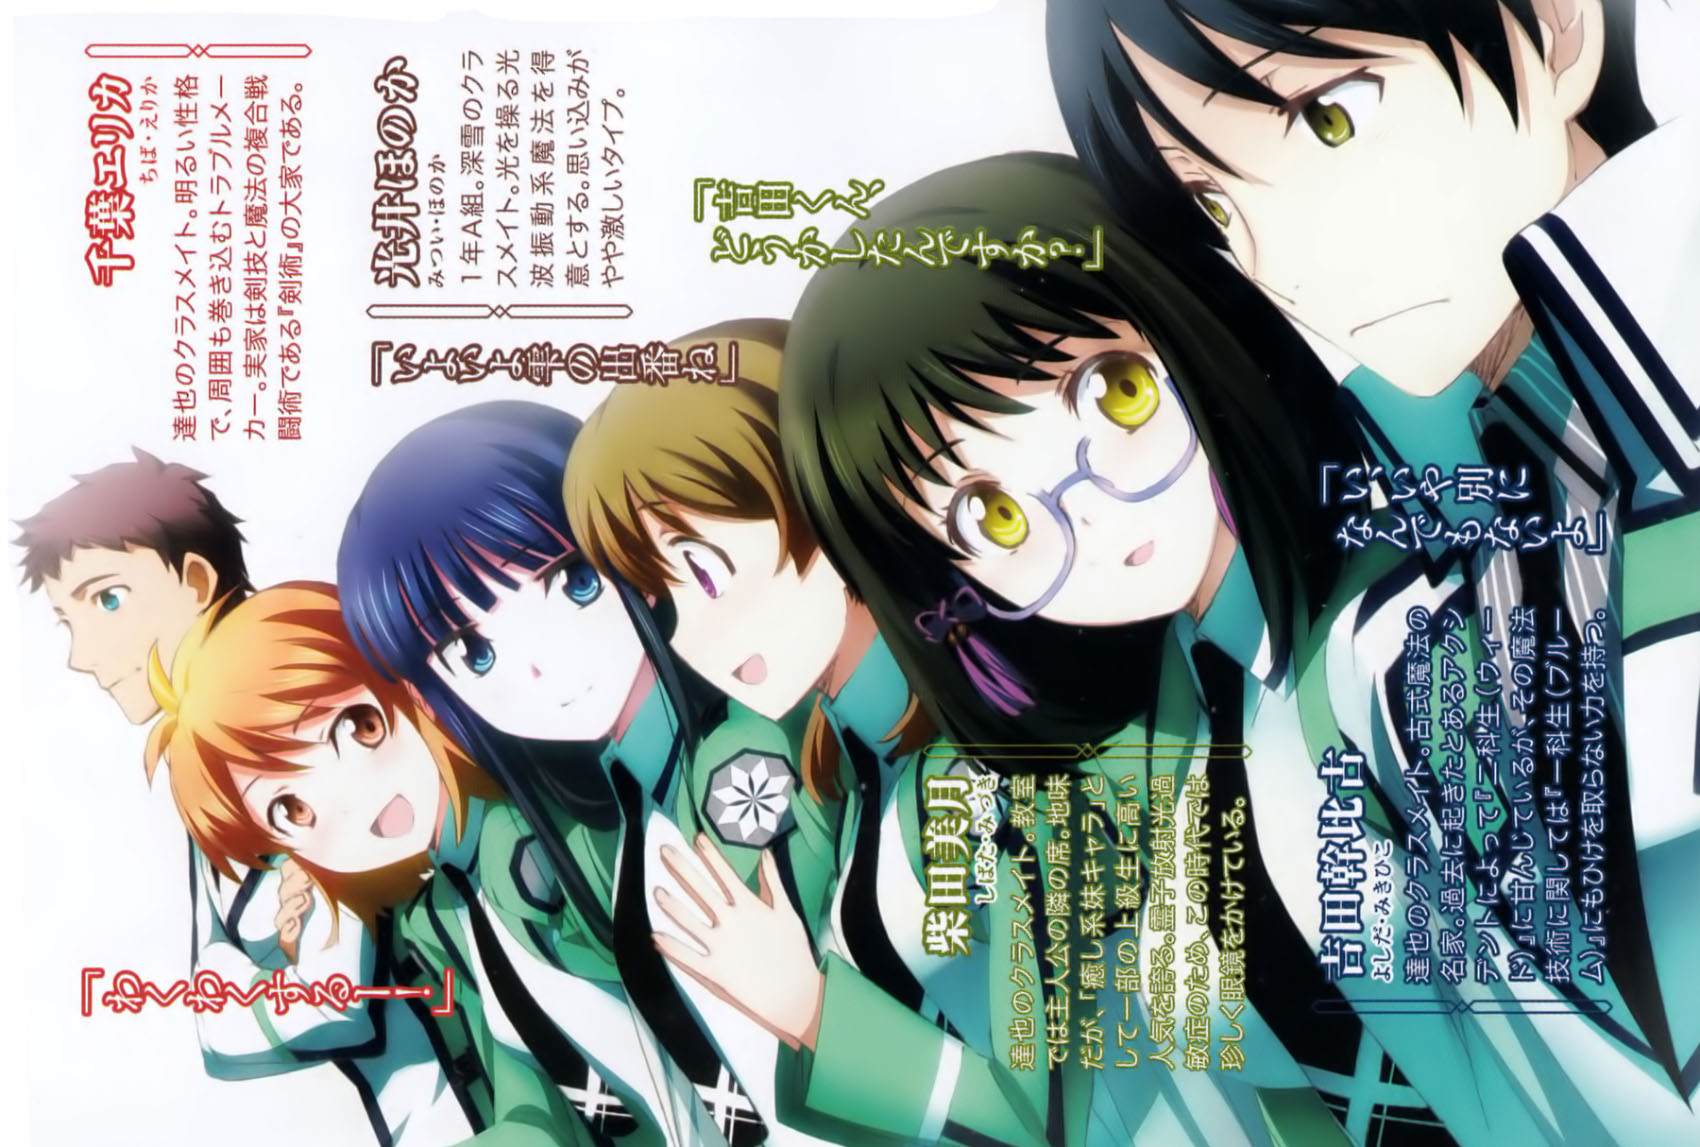 千葉エリカ
ちば・えりか
達也のクラスメイト。明るい性格
で、周囲も巻き込むトラブルメー
カー。実家は剣技と魔法の複合戦
闘術である『剣術』の大家である。
「わくわくするー！」
光井ほのか
みつい・ほのか
1年A組。深雪のクラ
スメイト。光を操る光
波振動系魔法を得
意とする。思い込みが
やや激しいタイプ。
「いよいよ雫の出番ね」
「吉田くん、
どうかしたんですか？」
柴田美月
しばた・みづき
達也のクラスメイト。教室
では主人公の隣の席。地味
だが、「癒し系妹キャラ」と
して一部の上級生に高い
人気を誇る。霊子放射光過
敏症のため、この時代では
珍しく眼鏡をかけている。
「い、いや別に
なんでもないよ」
吉田幹比古
よしだ・みきひこ
達也のクラスメイト。古式魔法の
名家。過去に起きたとあるアクシ
デントによって『二科生(ウィー
ド)』に甘んじているが、その魔法
技術に関しては『一科生(ブルー
ム)』にもひけを取らない力を持つ。